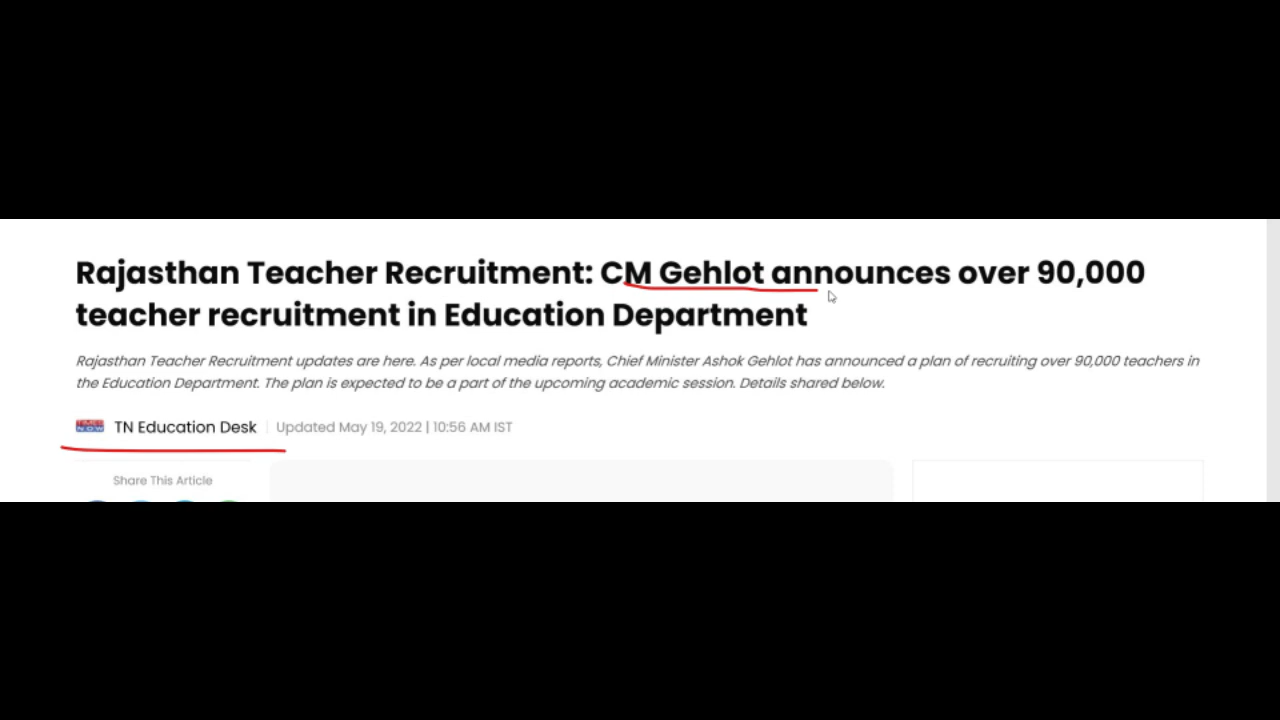 Rajasthan Teacher Recruitment: CM Gehlot announces over 90,000
teacher recruitment in Education Department
Rajasthan Teacher Recruitment updates are here. As per local media reports, Chief Minister Ashok Gehlot has announced a plan of recruiting over 90,000 teachers in
the Education Department. The plan is expected to be a part of the upcoming academic session. Details shared below.
TIMES NOW TN Education Desk | Updated May 19, 2022 | 10:56 AM IST
Share This Article